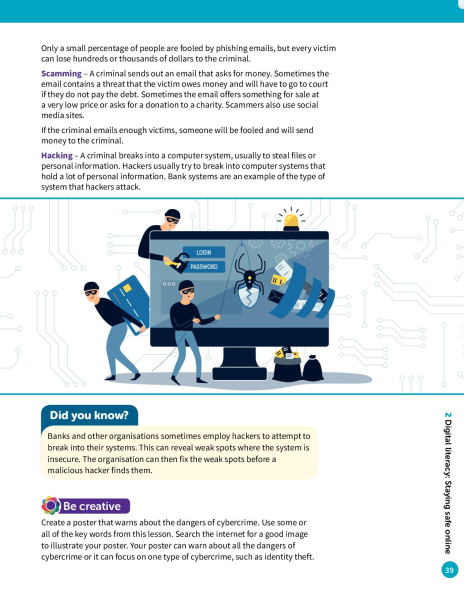 Only a small percentage of people are fooled by phishing emails, but every victim
can lose hundreds or thousands of dollars to the criminal.
Scamming – A criminal sends out an email that asks for money. Sometimes the
email contains a threat that the victim owes money and will have to go to court
if they do not pay the debt. Sometimes the email offers something for sale at
a very low price or asks for a donation to a charity. Scammers also use social
media sites.
If the criminal emails enough victims, someone will be fooled and will send
money to the criminal.
Hacking – A criminal breaks into a computer system, usually to steal files or
personal information. Hackers usually try to break into computer systems that
hold a lot of personal information. Bank systems are an example of the type of
system that hackers attack.
LOGIN
PASSWORD
Did you know?
Banks and other organisations sometimes employ hackers to attempt to
break into their systems. This can reveal weak spots where the system is
insecure. The organisation can then fix the weak spots before a
malicious hacker finds them.
Be creative
Create a poster that warns about the dangers of cybercrime. Use some or
all of the key words from this lesson. Search the internet for a good image
to illustrate your poster. Your poster can warn about all the dangers of
cybercrime or it can focus on one type of cybercrime, such as identity theft.
2 Digital literacy: Staying safe online
39